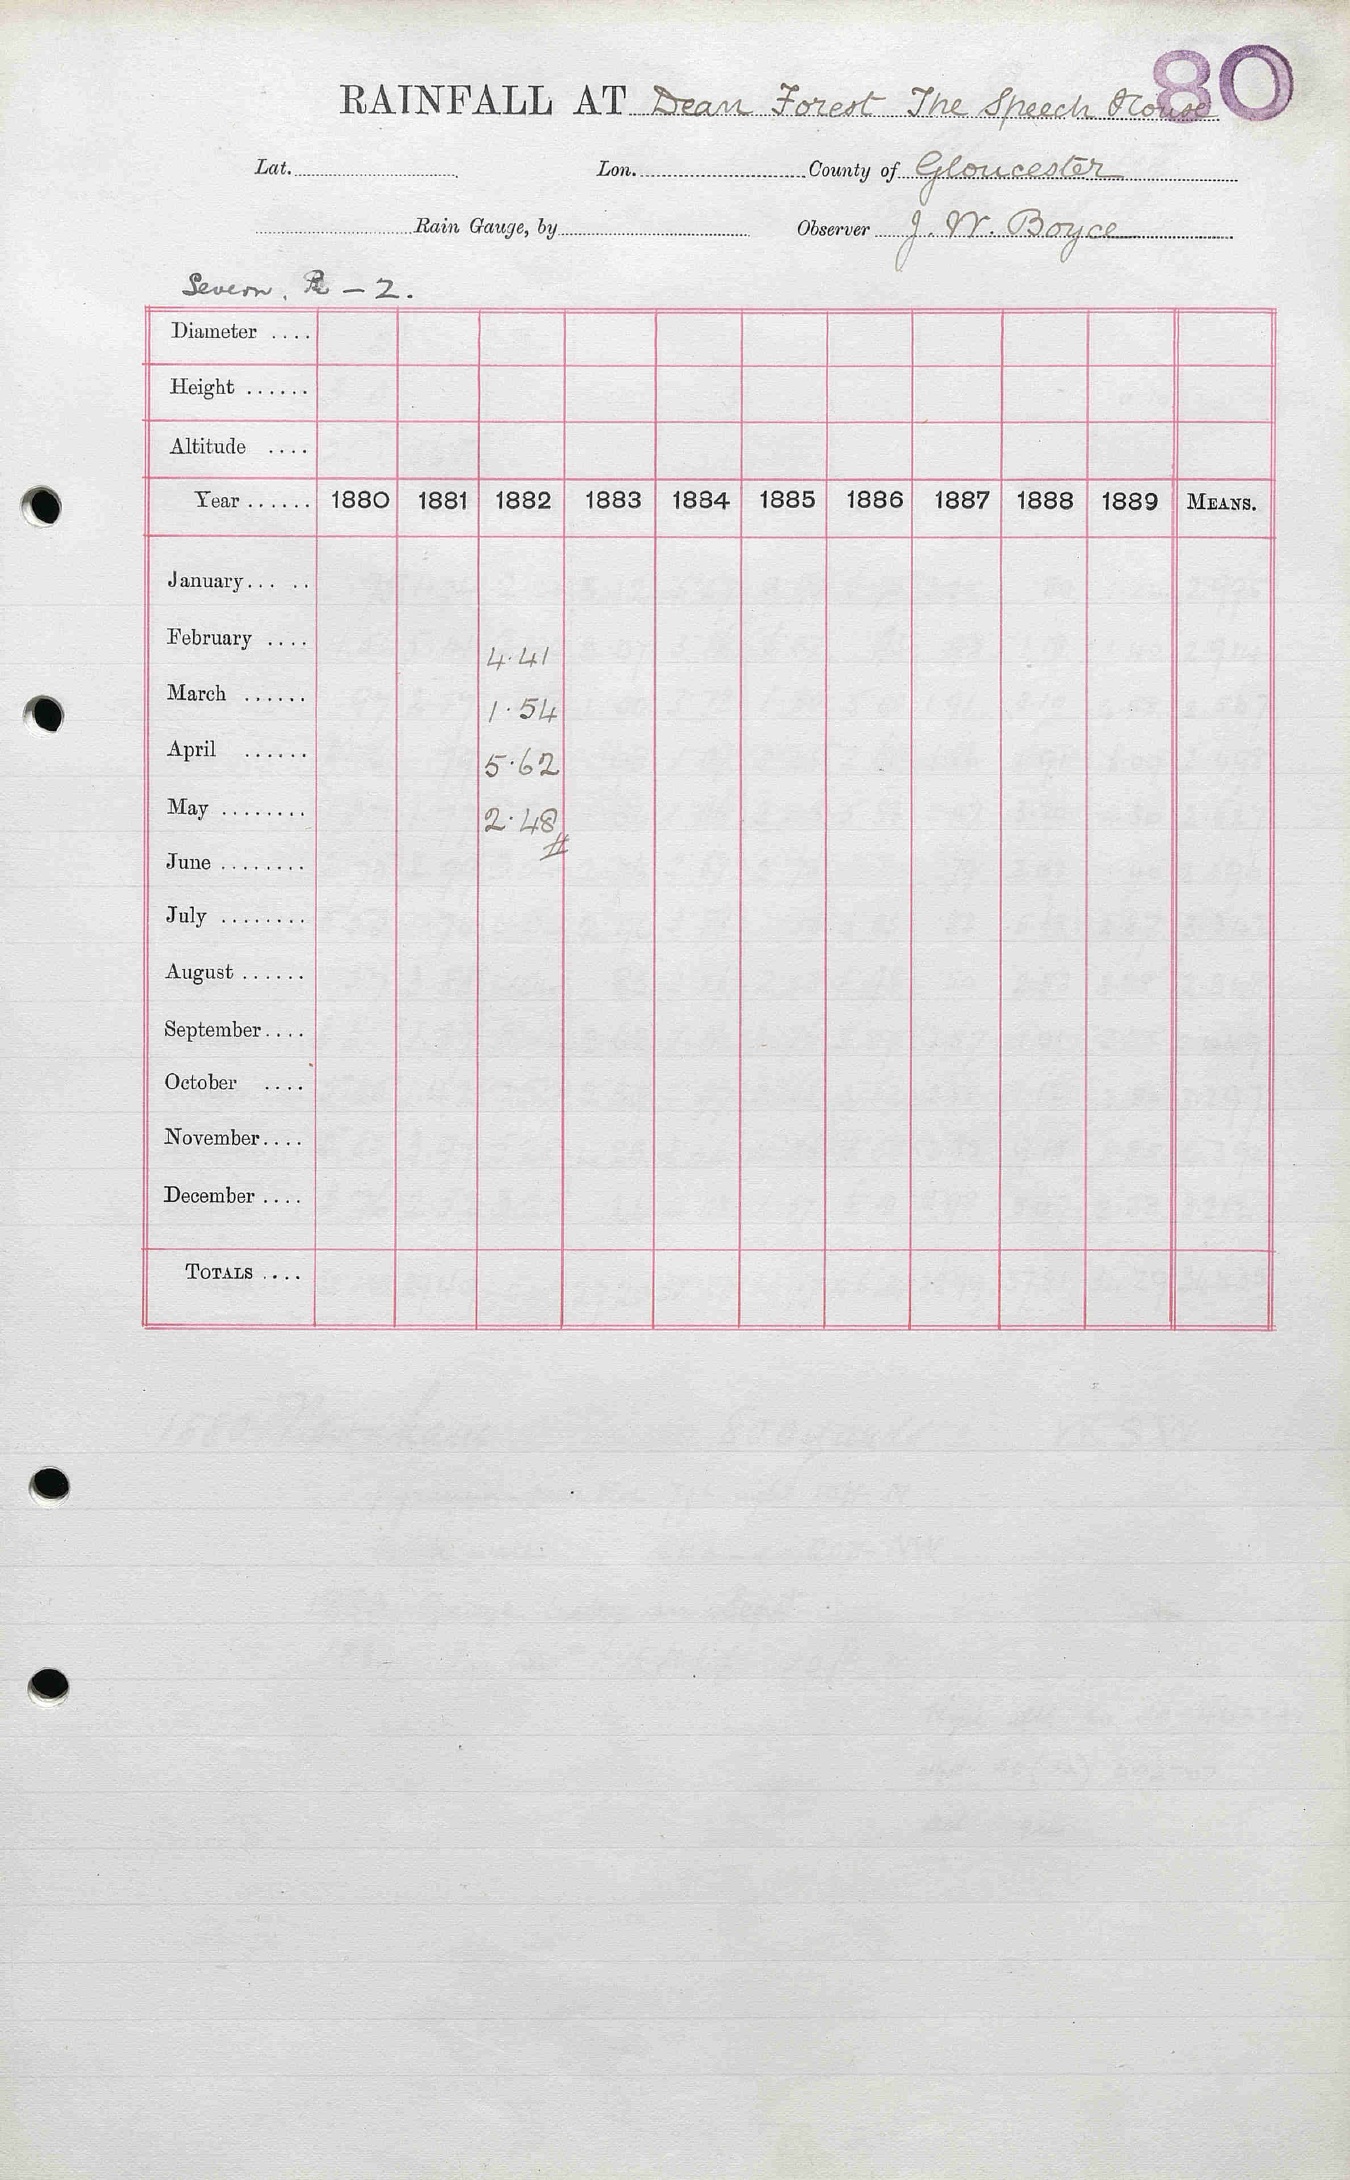 80
RAINFALL AT Dean Forest The Speech House
Lat. Lon. County of Gloucester
Rain Gauge, by Observer J. W. Boyce
Severn, R – 2.
Diameter ....
Height ......
Altitude ....
Year ...... 1880 1881 1882 1883 1884 1885 1886 1887 1888 1889 MEANS.
January... ..
February .... 4.41
March ...... 1.54
April ...... 5.62
May ........ 2.48
#
June ........
July ........
August ......
September....
October ....
November....
December ....
TOTALS ....